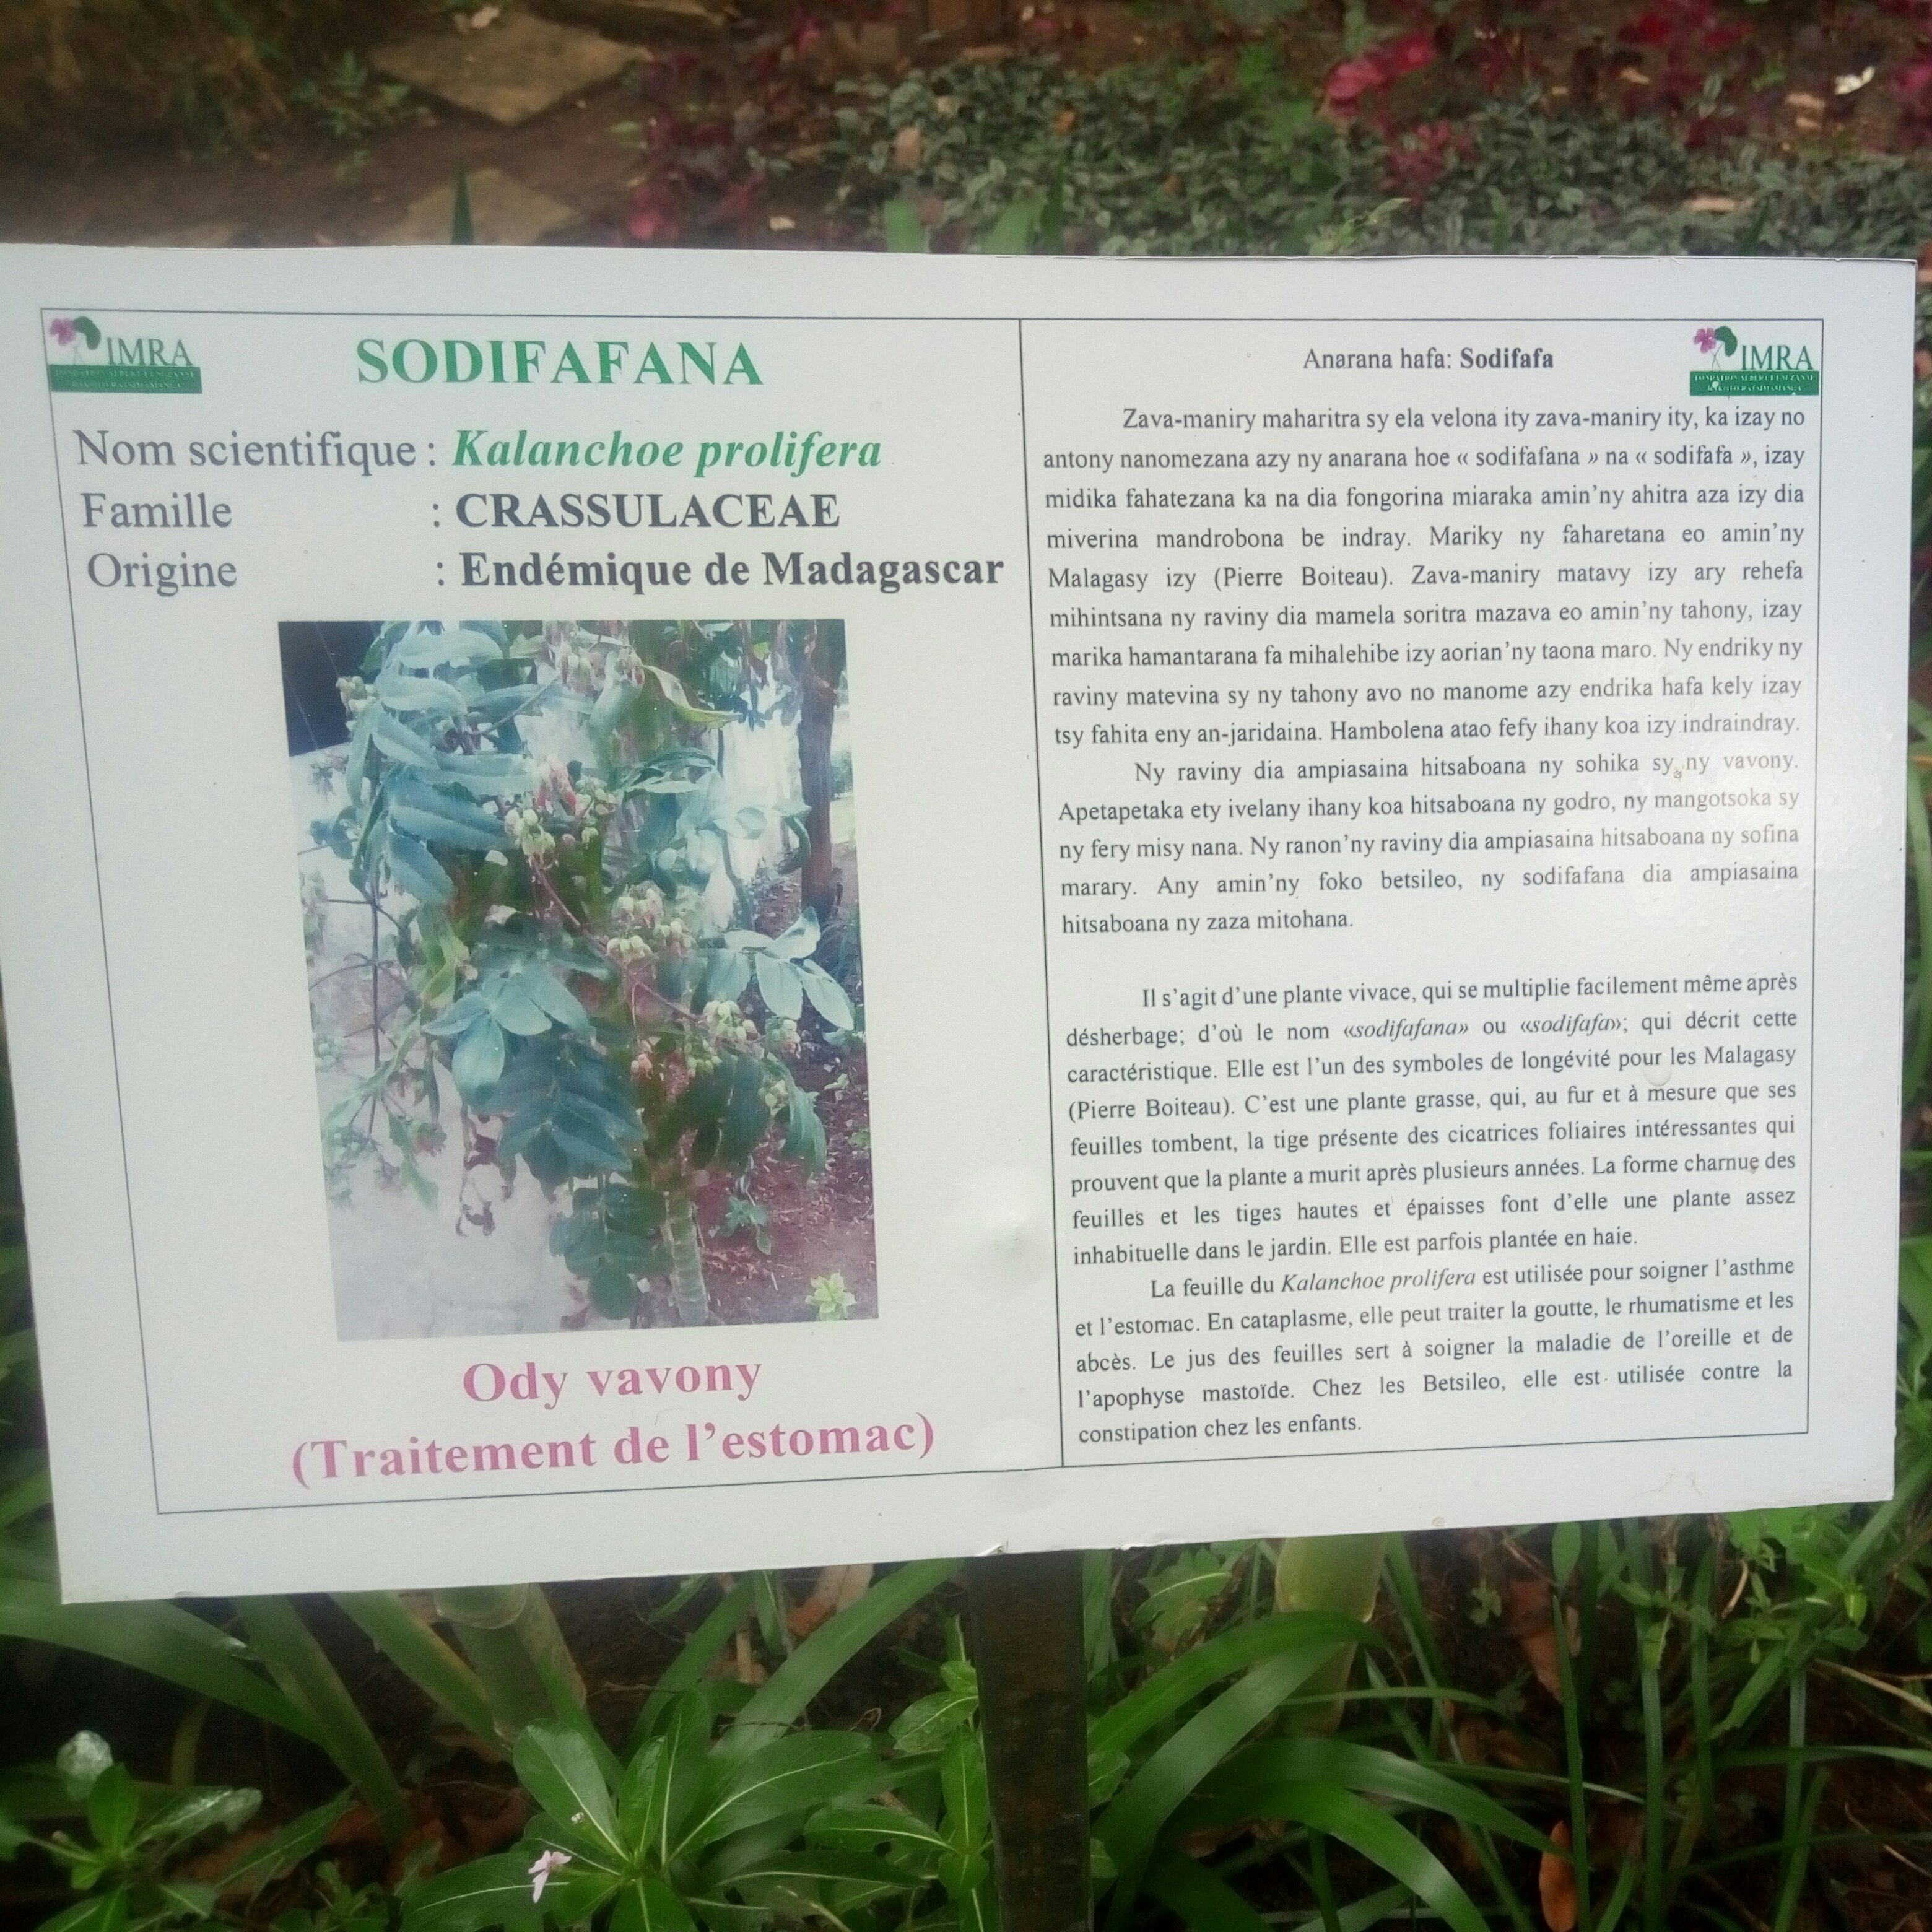 IMRA
FONDATION ALBERT ET SUZANNE
RAKOTO RATSIMAMANGA
SODIFAFANA
Nom scientifique : Kalanchoe prolifera
Famille : CRASSULACEAE
Origine : Endémique de Madagascar
Ody vavony
(Traitement de l’estomac)
Anarana hafa: Sodifafa
IMRA
FONDATION ALBERT ET SUZANNE
RAKOTO RATSIMAMANGA
Zava-maniry maharitra sy ela velona ity zava-maniry ity, ka izay no
antony nanomezana azy ny anarana hoe « sodifafana » na « sodifafa », izay
midika fahatezana ka na dia fongorina miaraka amin’ny ahitra aza izy dia
miverina mandrobona be indray. Mariky ny faharetana eo amin’ny
Malagasy izy (Pierre Boiteau). Zava-maniry matavy izy ary rehefa
mihintsana ny raviny dia mamela soritra mazava eo amin’ny tahony, izay
marika hamantarana fa mihalehibe izy aorian’ny taona maro. Ny endriky ny
raviny matevina sy ny tahony avo no manome azy endrika hafa kely izay
tsy fahita eny an-jaridaina. Hambolena atao fefy ihany koa izy indraindray.
Ny raviny dia ampiasaina hitsaboana ny sohika sy ny vavony.
Apetapetaka ety ivelany ihany koa hitsaboana ny godro, ny mangotsoka sy
ny fery misy nana. Ny ranon’ny raviny dia ampiasaina hitsaboana ny sofina
marary. Any amin’ny foko betsileo, ny sodifafana dia ampiasaina
hitsaboana ny zaza mitohana.
Il s’agit d’une plante vivace, qui se multiplie facilement même après
désherbage; d’où le nom «sodifafana» ou «sodifafa»; qui décrit cette
caractéristique. Elle est l’un des symboles de longévité pour les Malagasy
(Pierre Boiteau). C’est une plante grasse, qui, au fur et à mesure que ses
feuilles tombent, la tige présente des cicatrices foliaires intéressantes qui
prouvent que la plante a murit après plusieurs années. La forme charnue des
feuilles et les tiges hautes et épaisses font d’elle une plante assez
inhabituelle dans le jardin. Elle est parfois plantée en haie.
La feuille du Kalanchoe prolifera est utilisée pour soigner l’asthme
et l’estomac. En cataplasme, elle peut traiter la goutte, le rhumatisme et les
abcès. Le jus des feuilles sert à soigner la maladie de l’oreille et de
l’apophyse mastoïde. Chez les Betsileo, elle est utilisée contre la
constipation chez les enfants.